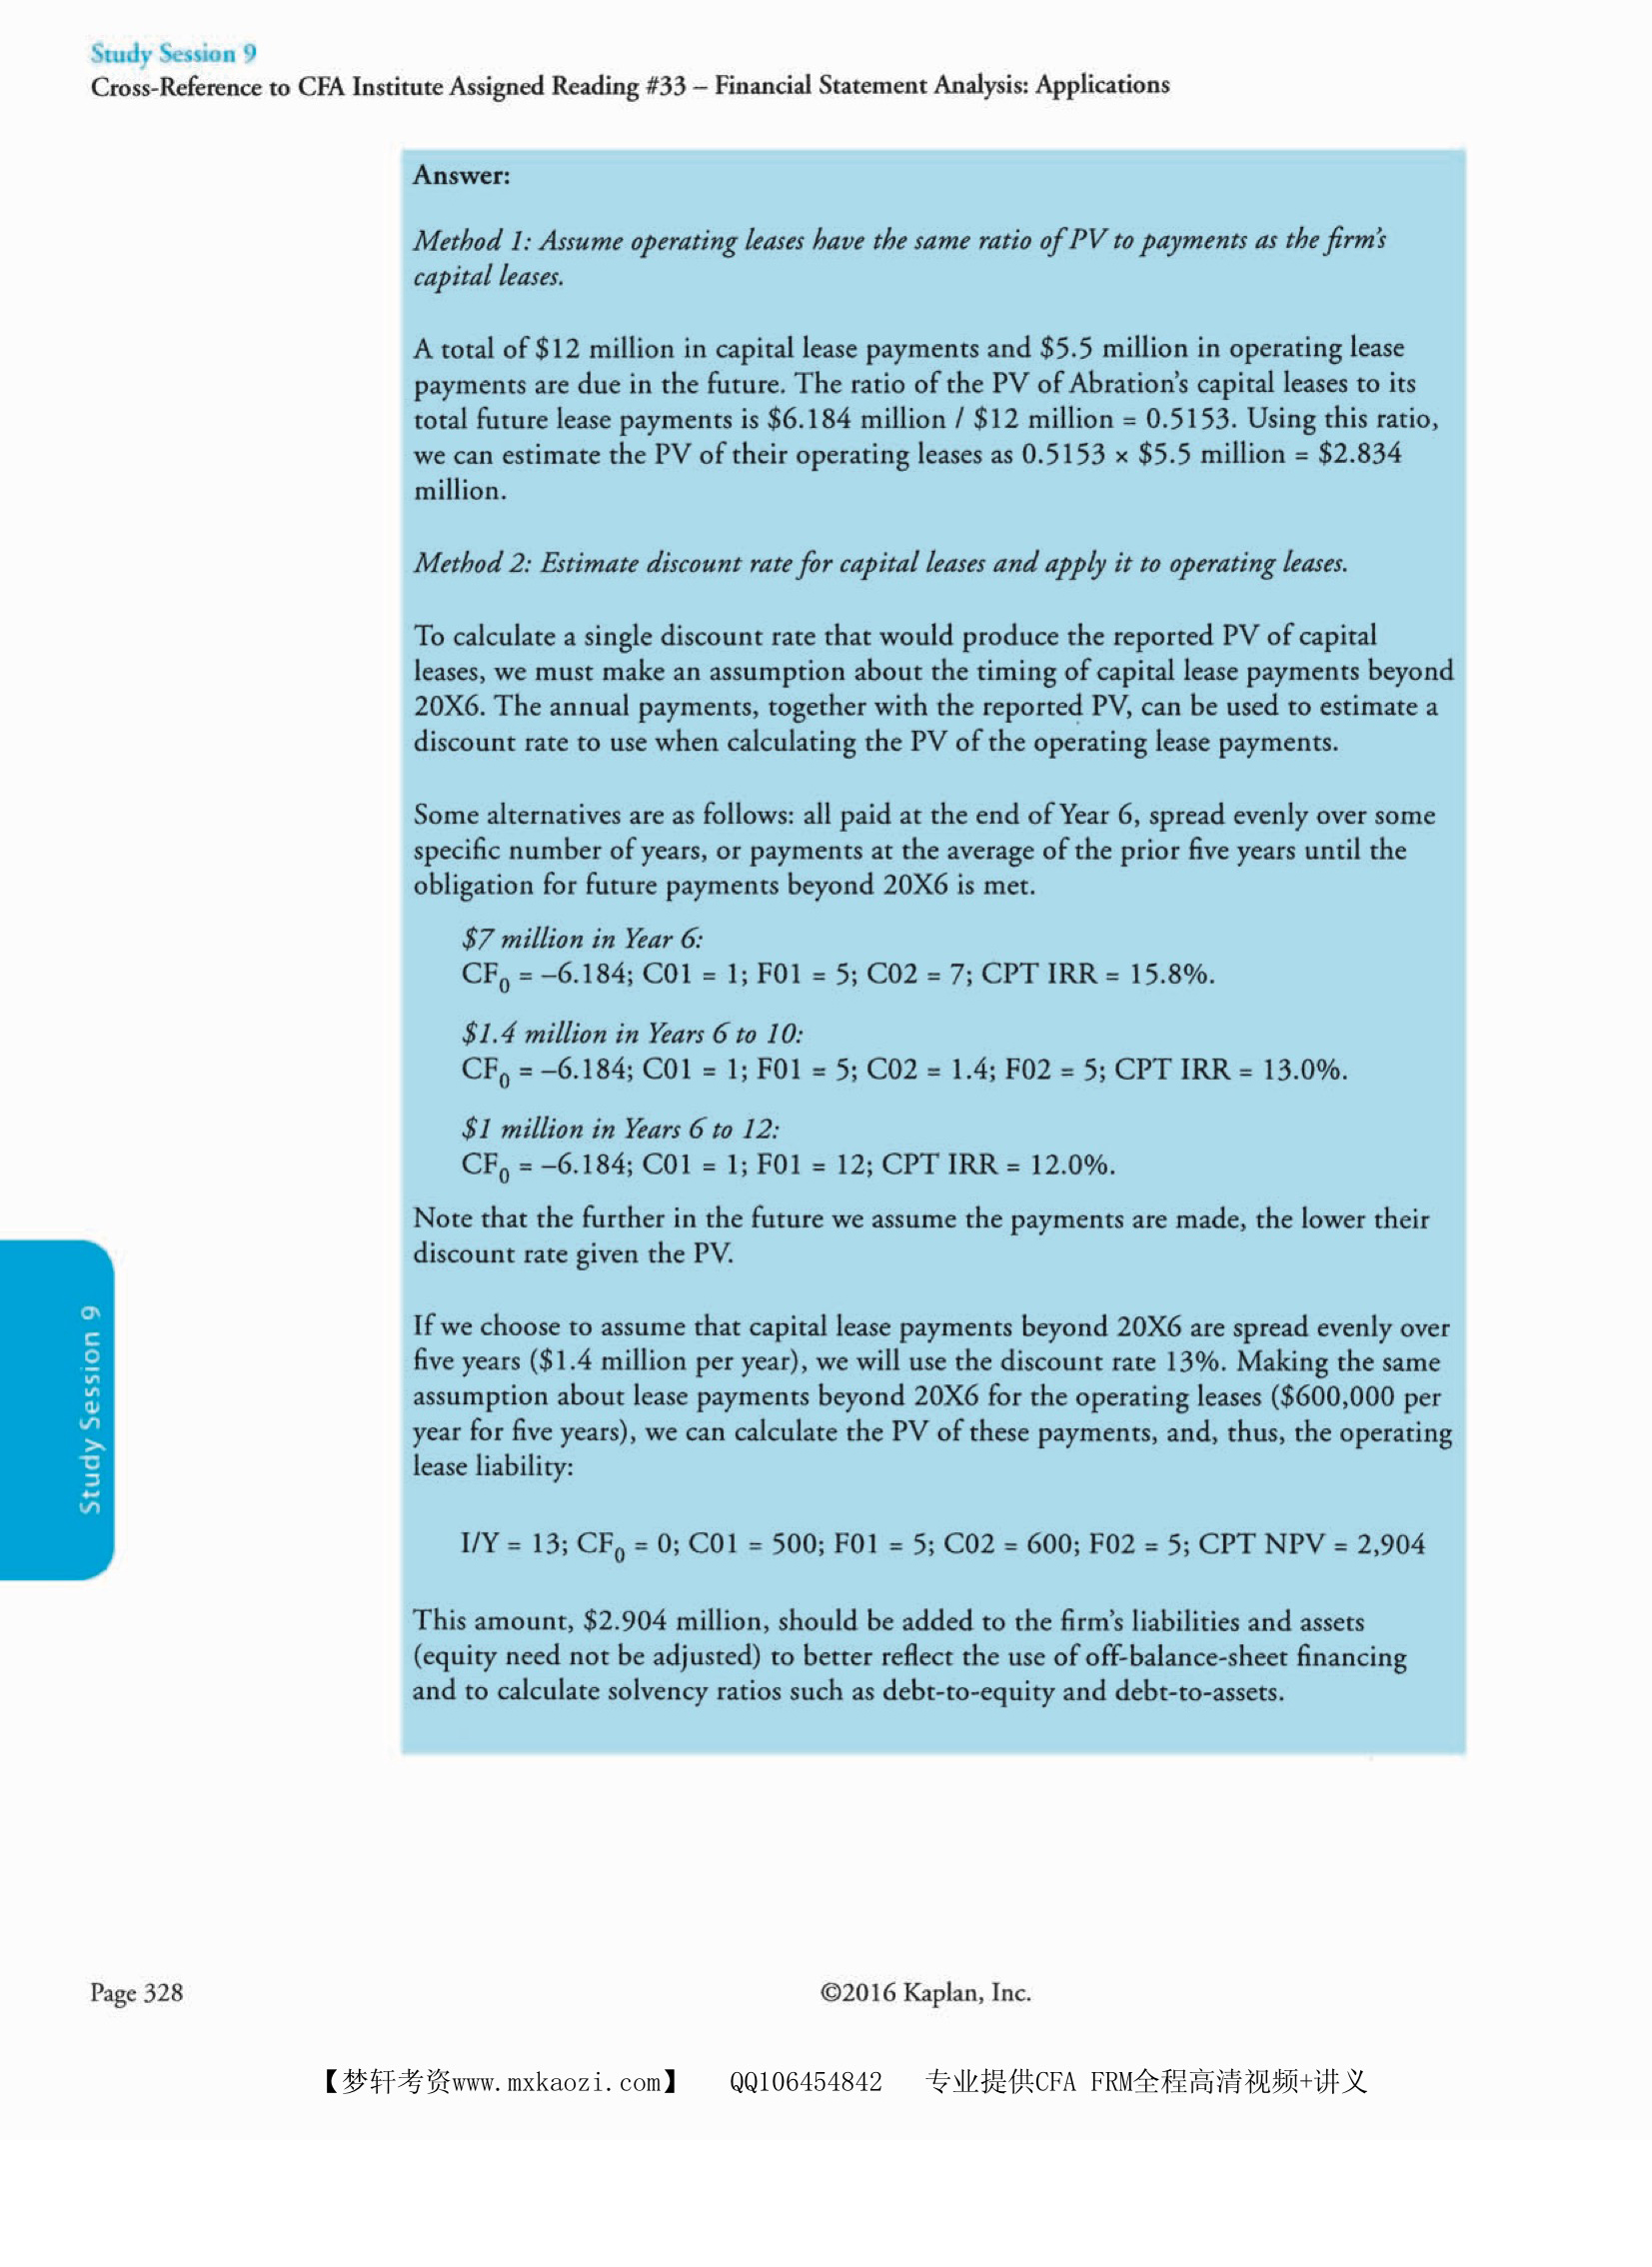 Study Session 9
Cross-Reference to CFA Institute Assigned Reading #33 – Financial Statement Analysis: Applications
Answer:
Method 1: Assume operating leases have the same ratio of PV to payments as the firm's
capital leases.
A total of $12 million in capital lease payments and $5.5 million in operating lease
payments are due in the future. The ratio of the PV of Abration's capital leases to its
total future lease payments is $6.184 million / $12 million = 0.5153. Using this ratio,
we can estimate the PV of their operating leases as 0.5153 × $5.5 million = $2.834
million.
Method 2: Estimate discount rate for capital leases and apply it to operating leases.
To calculate a single discount rate that would produce the reported PV of capital
leases, we must make an assumption about the timing of capital lease payments beyond
20X6. The annual payments, together with the reported PV, can be used to estimate a
discount rate to use when calculating the PV of the operating lease payments.
Some alternatives are as follows: all paid at the end of Year 6, spread evenly over some
specific number of years, or payments at the average of the prior five years until the
obligation for future payments beyond 20X6 is met.
$7 million in Year 6:
CF₀ = –6.184; C01 = 1; F01 = 5; C02 = 7; CPT IRR = 15.8%.
$1.4 million in Years 6 to 10:
CF₀ = –6.184; C01 = 1; F01 = 5; C02 = 1.4; F02 = 5; CPT IRR = 13.0%.
$1 million in Years 6 to 12:
CF₀ = –6.184; C01 = 1; F01 = 12; CPT IRR = 12.0%.
Note that the further in the future we assume the payments are made, the lower their
discount rate given the PV.
If we choose to assume that capital lease payments beyond 20X6 are spread evenly over
five years ($1.4 million per year), we will use the discount rate 13%. Making the same
assumption about lease payments beyond 20X6 for the operating leases ($600,000 per
year for five years), we can calculate the PV of these payments, and, thus, the operating
lease liability:
I/Y = 13; CF₀ = 0; C01 = 500; F01 = 5; C02 = 600; F02 = 5; CPT NPV = 2,904
This amount, $2.904 million, should be added to the firm's liabilities and assets
(equity need not be adjusted) to better reflect the use of off-balance-sheet financing
and to calculate solvency ratios such as debt-to-equity and debt-to-assets.
Study Session 9
Page 328
©2016 Kaplan, Inc.
【梦轩考资www.mxkaozi.com】 QQ106454842 专业提供CFA FRM全程高清视频+讲义